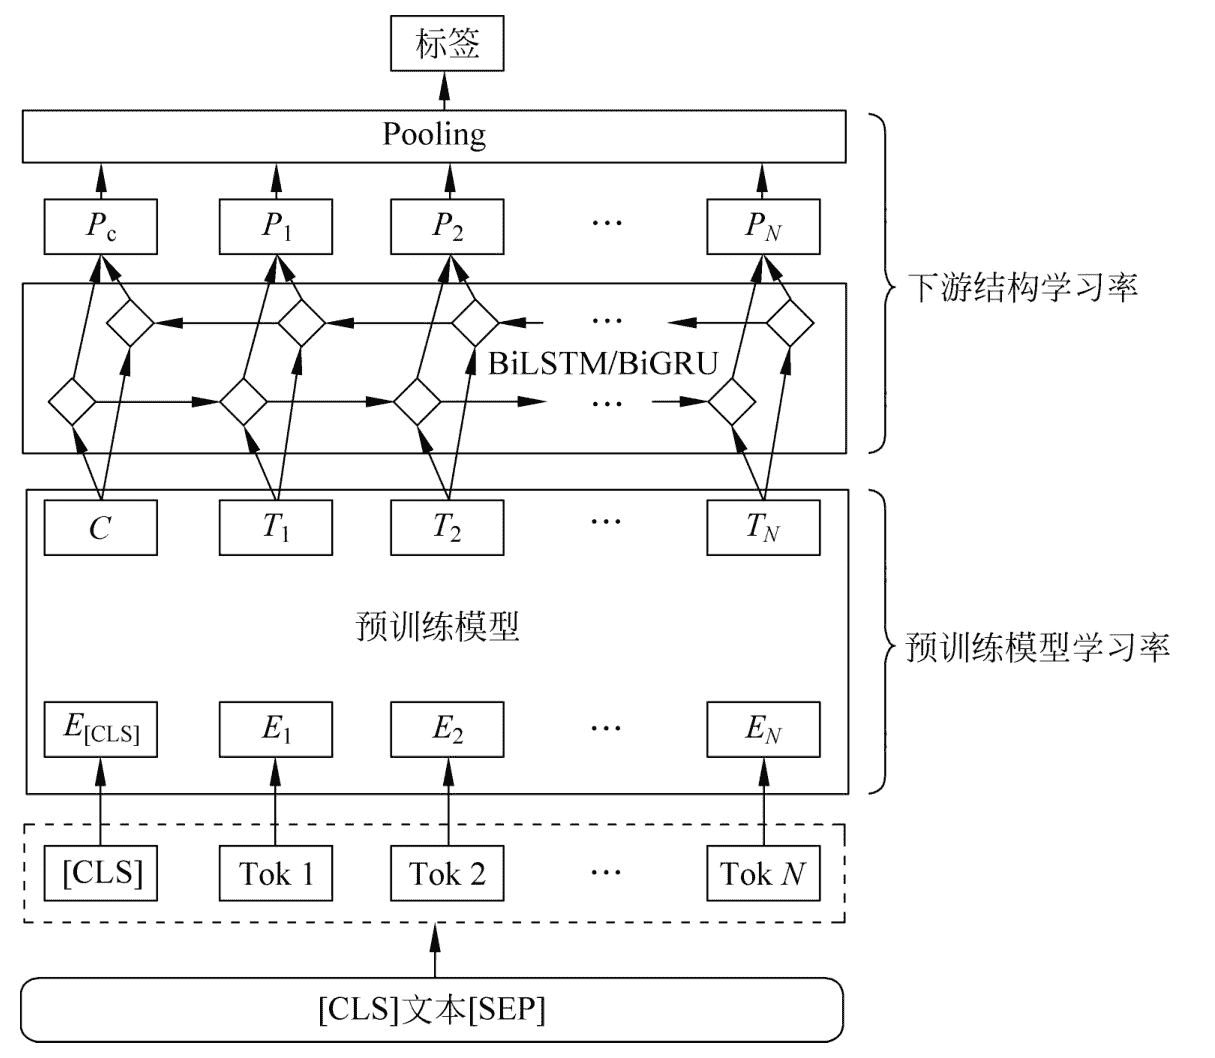 标签
Pooling
Pc P1 P2 … PN
下游结构学习率
…
BiLSTM/BiGRU
…
C T1 T2 … TN
预训练模型
预训练模型学习率
E[CLS] E1 E2 … EN
[CLS] Tok 1 Tok 2 … Tok N
[CLS]文本[SEP]